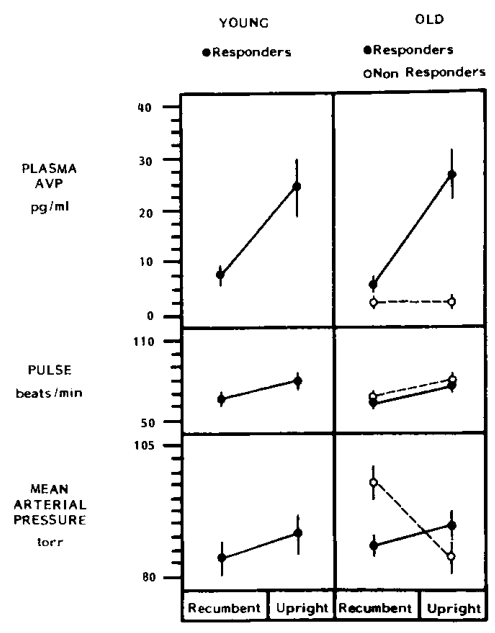 YOUNG
OLD
●Responders
●Responders
○Non Responders
PLASMA
AVP
pg/ml
40
30
20
10
0
PULSE
beats/min
110
50
MEAN
ARTERIAL
PRESSURE
torr
105
80
Recumbent Upright Recumbent Upright